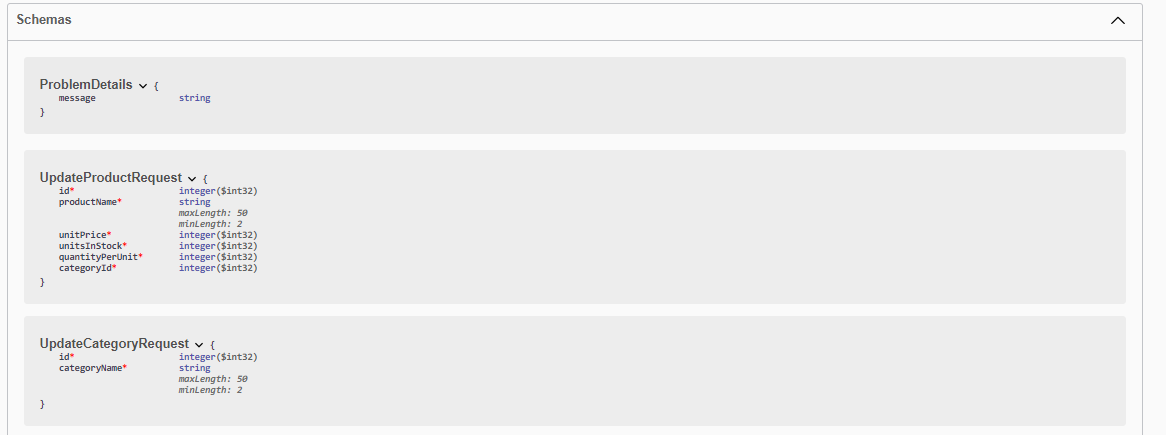 Schemas
ProblemDetails {
message string
}
UpdateProductRequest {
id* integer($int32)
productName* string
maxLength: 50
minLength: 2
unitPrice* integer($int32)
unitsInStock* integer($int32)
quantityPerUnit* integer($int32)
categoryId* integer($int32)
}
UpdateCategoryRequest {
id* integer($int32)
categoryName* string
maxLength: 50
minLength: 2
}